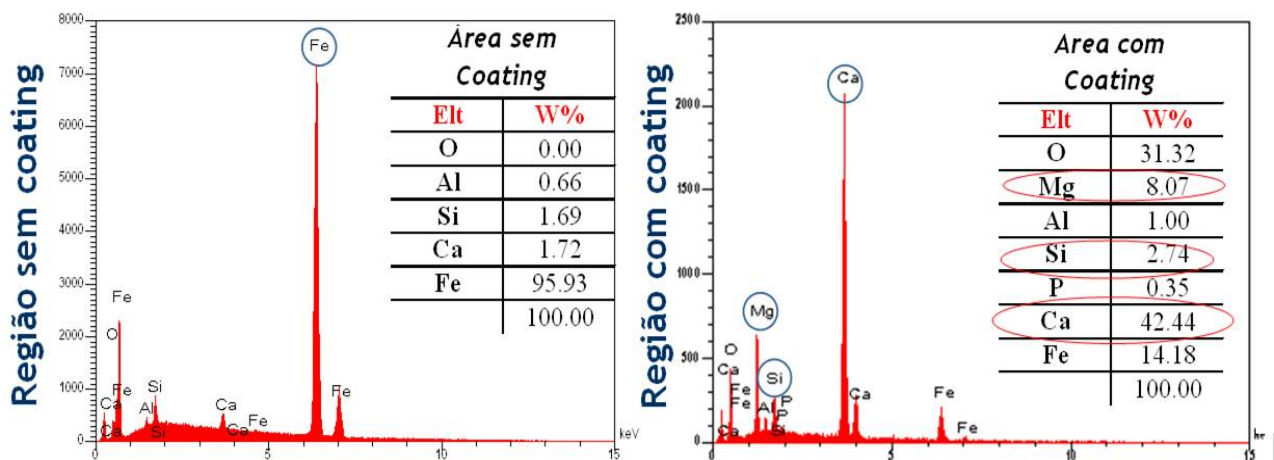 Região sem coating
8000
7000
6000
5000
4000
3000
2000
1000
0
Fe
Fe
O
Fe
Ca
Ca
Al
Si
Si
Ca
Ca
Fe
Fe
0
5
10
15
keV
Àrea sem
Coating
Elt W%
O 0.00
Al 0.66
Si 1.69
Ca 1.72
Fe 95.93
100.00
Região com coating
2500
2000
1500
1000
500
0
Ca
Mg
O
Ca
Fe
Fe
Ca
Al
Si
P
P
Si
Ca
Fe
Fe
0
5
10
15
Area com
Coating
Elt W%
O 31.32
Mg 8.07
Al 1.00
Si 2.74
P 0.35
Ca 42.44
Fe 14.18
100.00